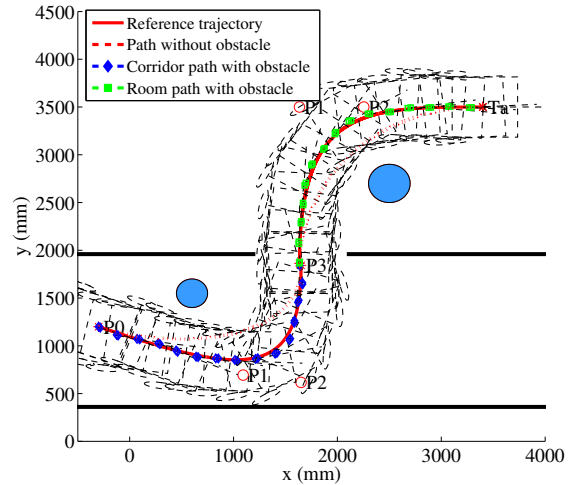 4500
4000
3500
3000
2500
2000
1500
1000
500
0
y (mm)
Reference trajectory
Path without obstacle
Corridor path with obstacle
Room path with obstacle
P1
P2
Ta
P3
P0
P1
P2
0
1000
2000
3000
4000
x (mm)